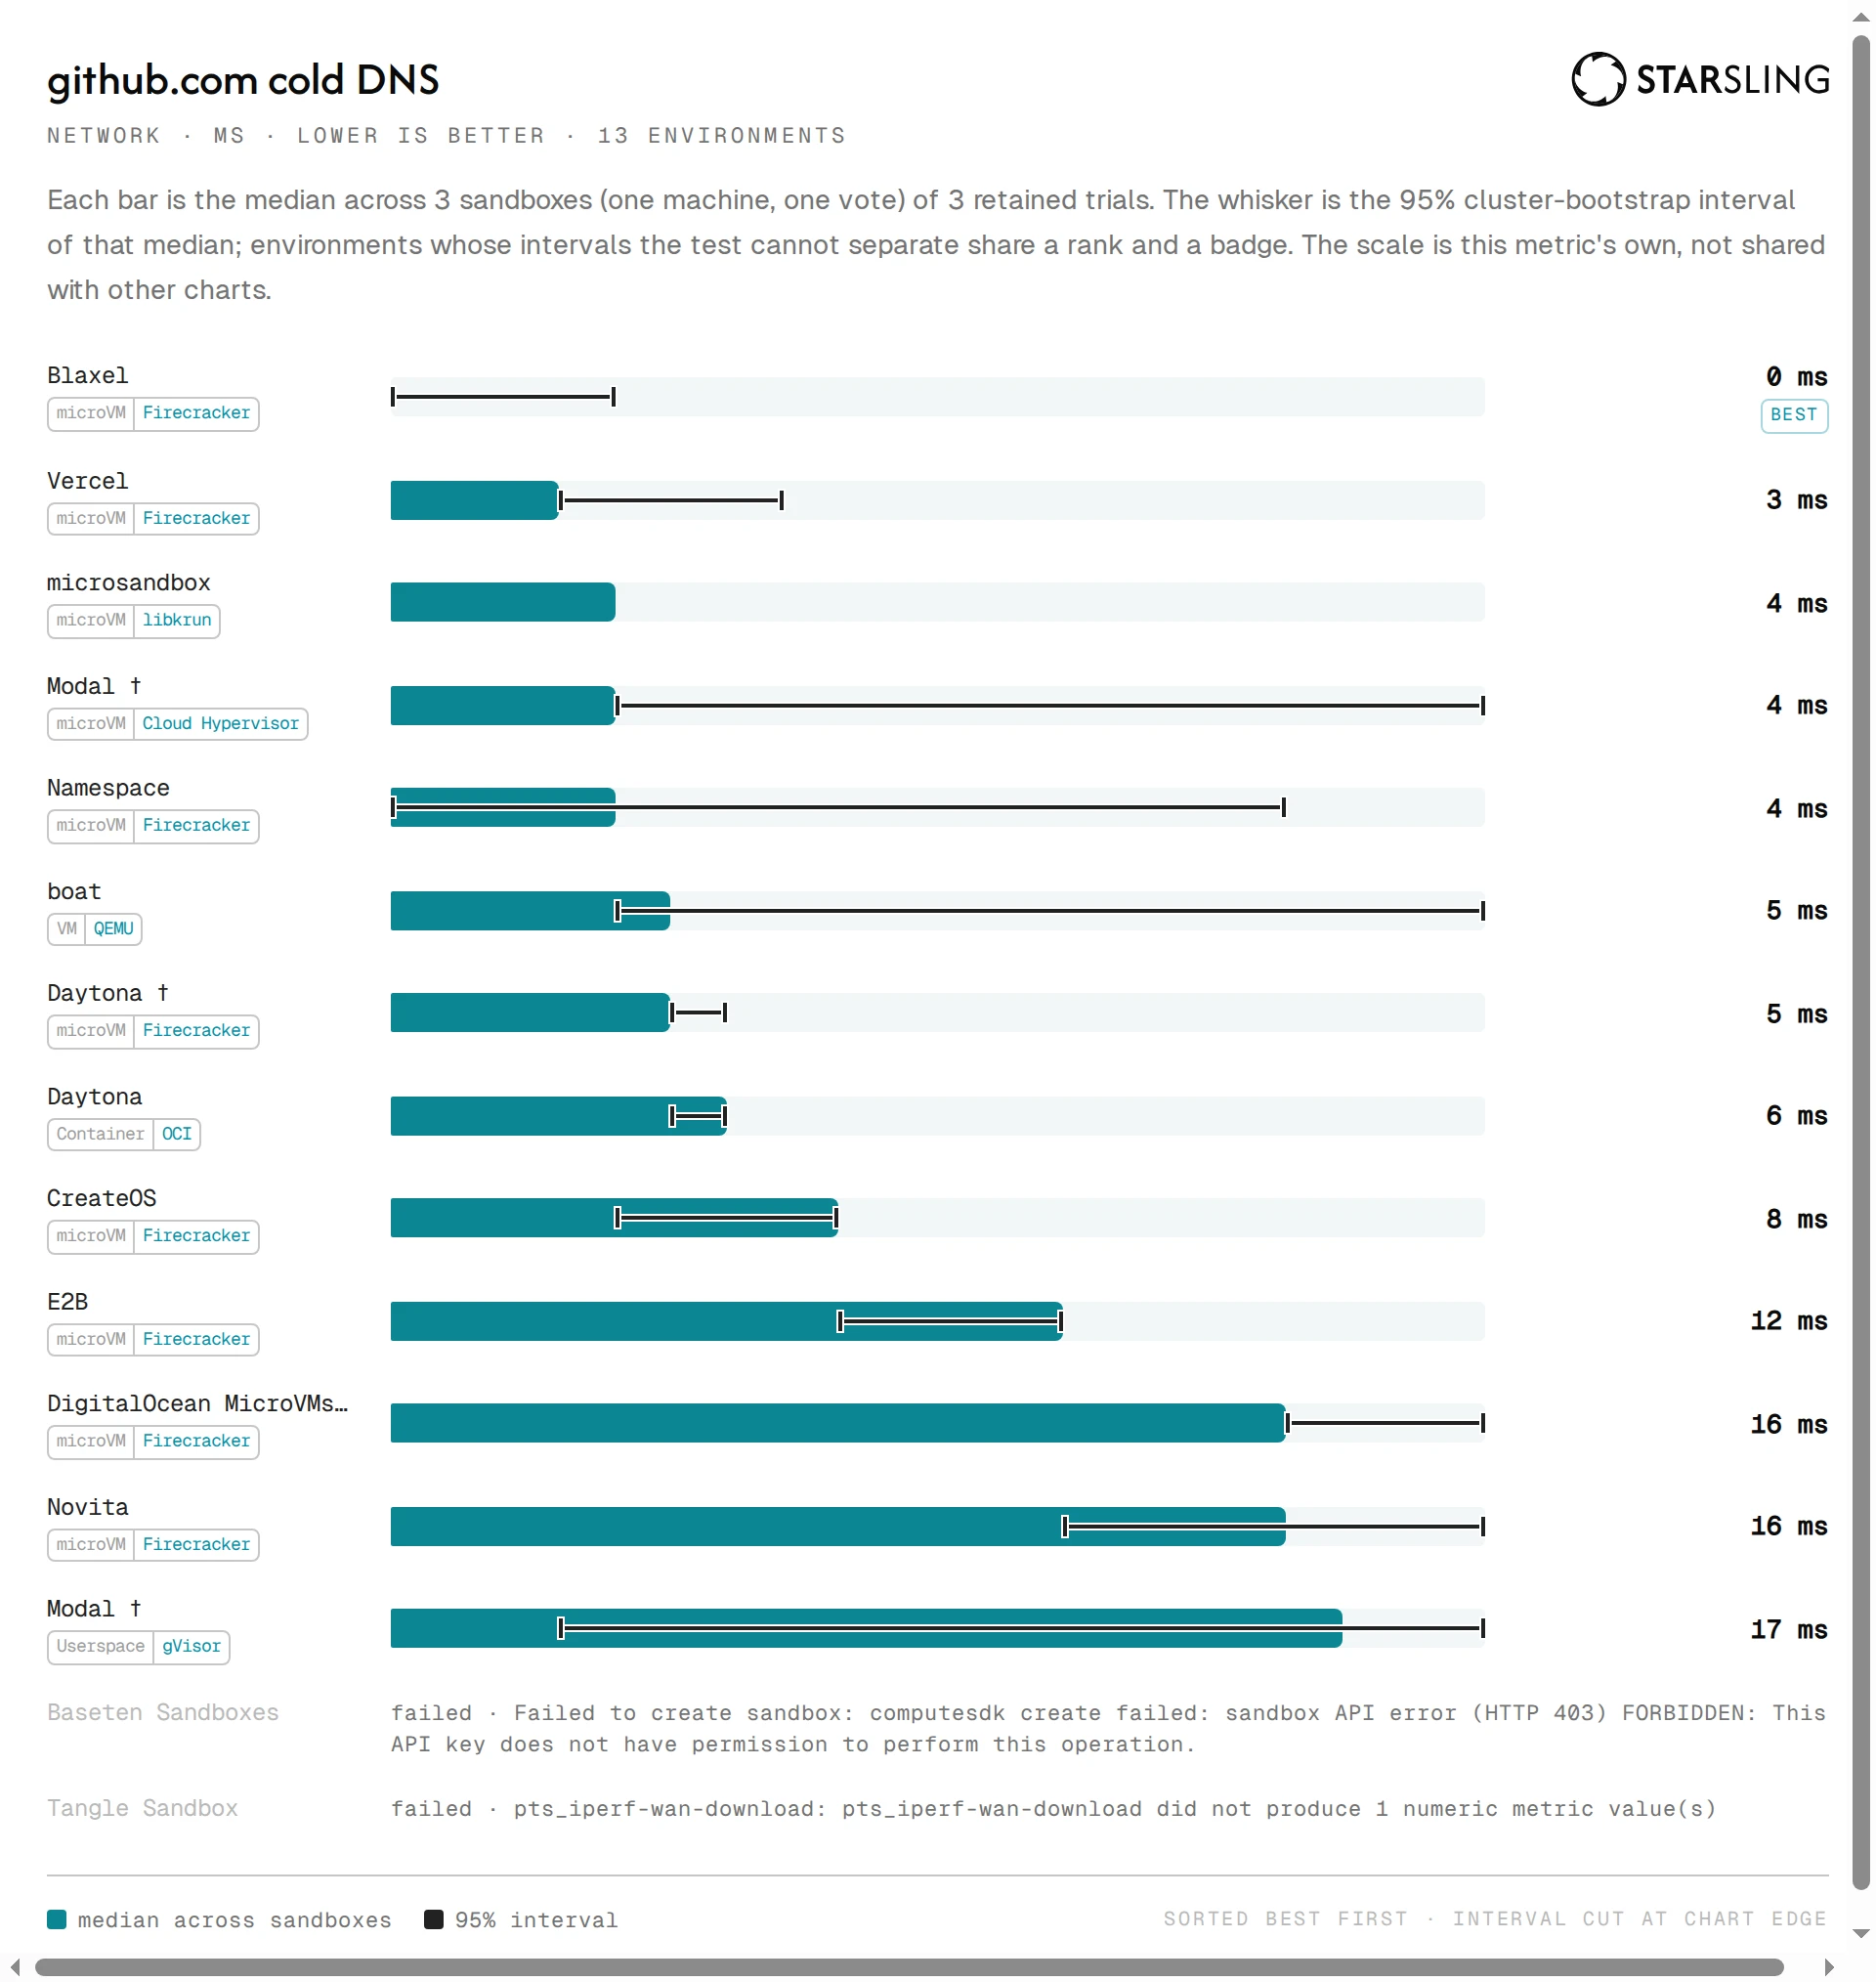 github.com cold DNS
STARSLING
NETWORK · MS · LOWER IS BETTER · 13 ENVIRONMENTS
Each bar is the median across 3 sandboxes (one machine, one vote) of 3 retained trials. The whisker is the 95% cluster-bootstrap interval
of that median; environments whose intervals the test cannot separate share a rank and a badge. The scale is this metric's own, not shared
with other charts.
Blaxel
microVM Firecracker
0 ms
BEST
Vercel
microVM Firecracker
3 ms
microsandbox
microVM libkrun
4 ms
Modal †
microVM Cloud Hypervisor
4 ms
Namespace
microVM Firecracker
4 ms
boat
VM QEMU
5 ms
Daytona †
microVM Firecracker
5 ms
Daytona
Container OCI
6 ms
CreateOS
microVM Firecracker
8 ms
E2B
microVM Firecracker
12 ms
DigitalOcean MicroVMs…
microVM Firecracker
16 ms
Novita
microVM Firecracker
16 ms
Modal †
Userspace gVisor
17 ms
Baseten Sandboxes
failed · Failed to create sandbox: computesdk create failed: sandbox API error (HTTP 403) FORBIDDEN: This
API key does not have permission to perform this operation.
Tangle Sandbox
failed · pts_iperf-wan-download: pts_iperf-wan-download did not produce 1 numeric metric value(s)
median across sandboxes
95% interval
SORTED BEST FIRST · INTERVAL CUT AT CHART EDGE